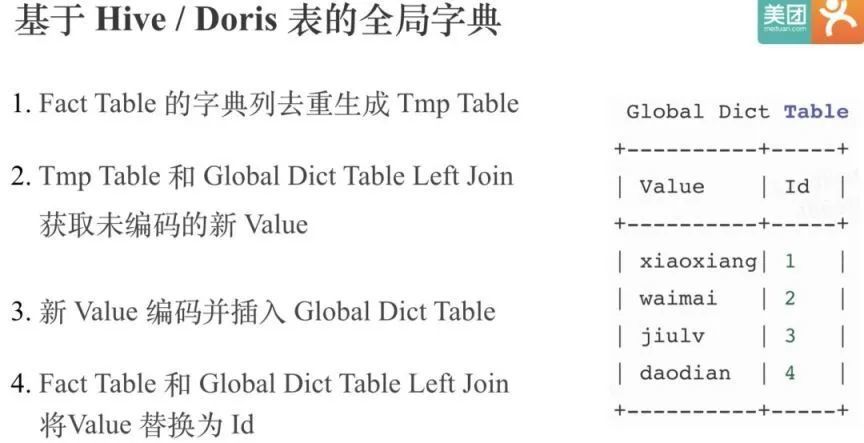 基于 Hive / Doris 表的全局字典
美团
meituan.com
1. Fact Table 的字典列去重生成 Tmp Table
2. Tmp Table 和 Global Dict Table Left Join
获取未编码的新 Value
3. 新 Value 编码并插入 Global Dict Table
4. Fact Table 和 Global Dict Table Left Join
将Value 替换为 Id
Global Dict Table
+----------+-----+
| Value | Id |
+----------+-----+
| xiaoxiang| 1 |
| waimai | 2 |
| jiulv | 3 |
| daodian | 4 |
+----------+-----+